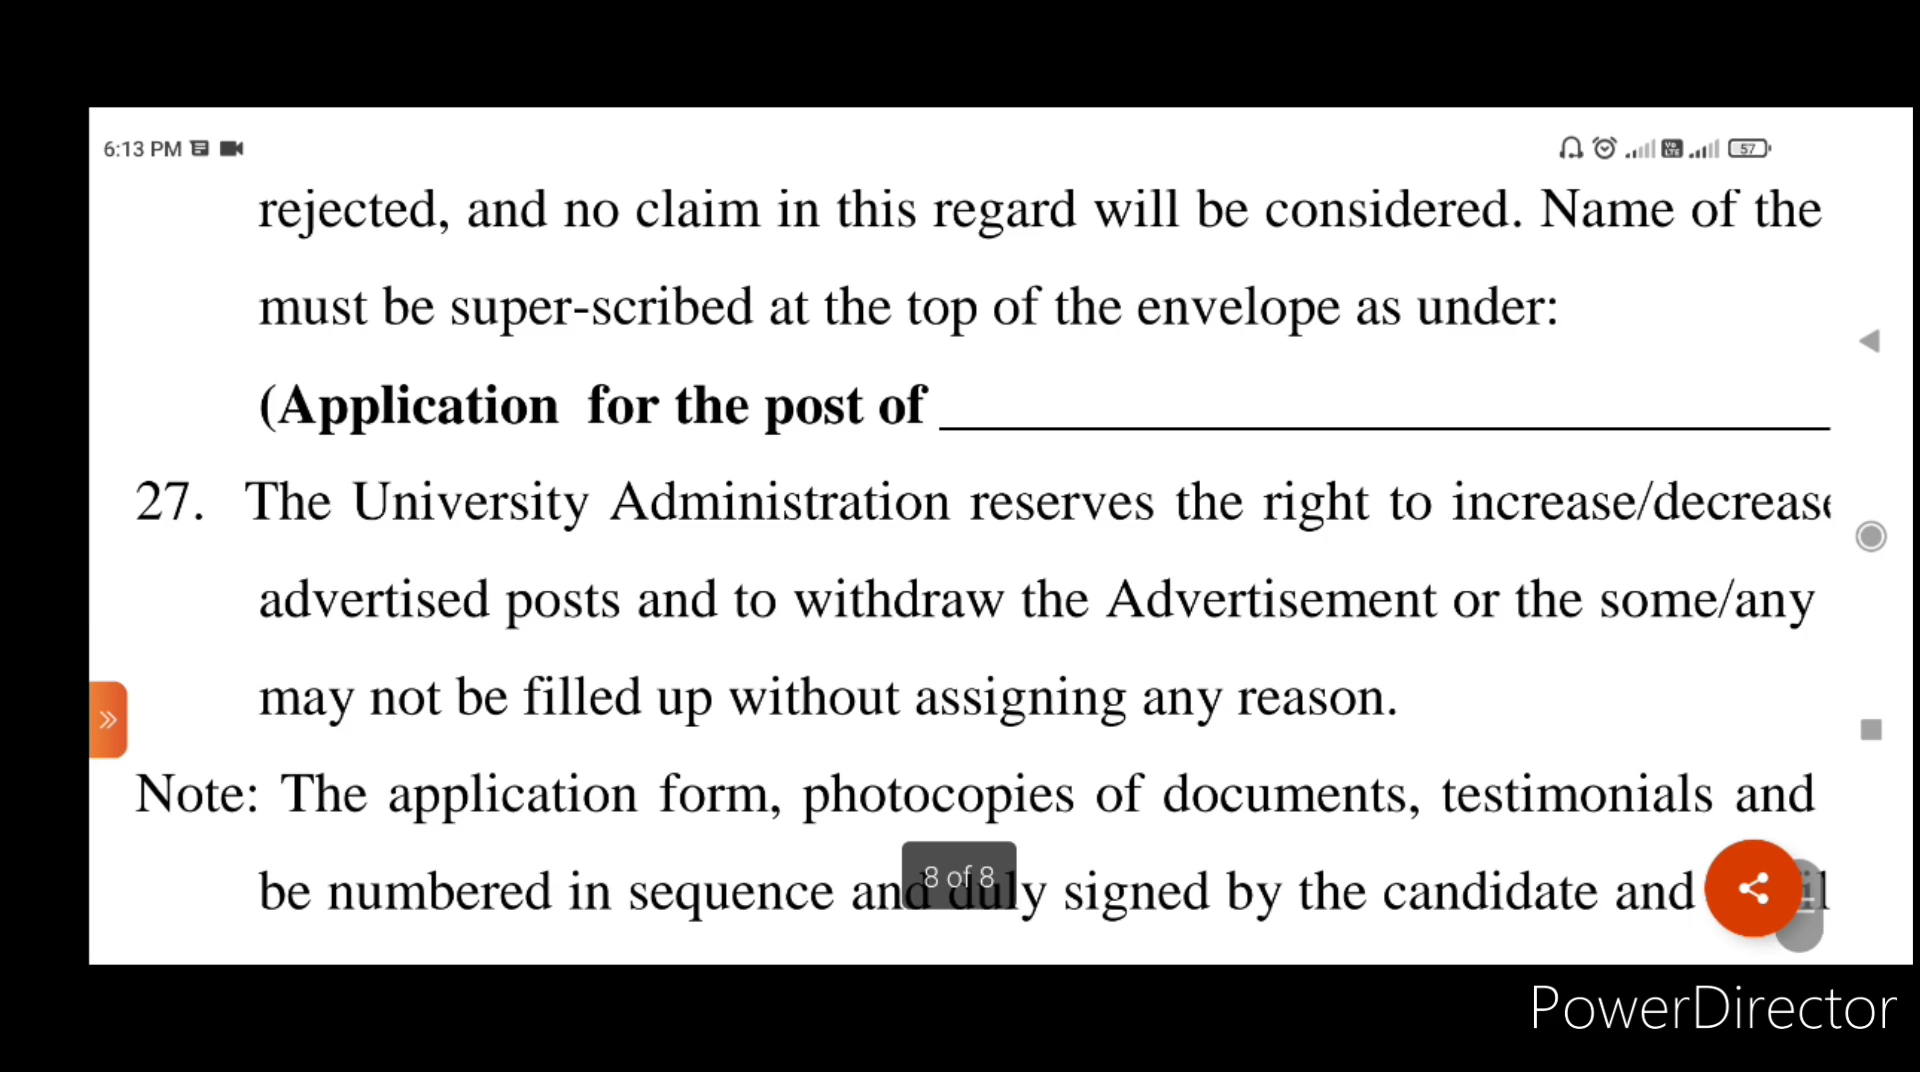 6:13 PM
57
rejected, and no claim in this regard will be considered. Name of the
must be super-scribed at the top of the envelope as under:
(Application for the post of
27. The University Administration reserves the right to increase/decrease
advertised posts and to withdraw the Advertisement or the some/any
may not be filled up without assigning any reason.
Note: The application form, photocopies of documents, testimonials and
be numbered in sequence and duly signed by the candidate and
8 of 8
PowerDirector